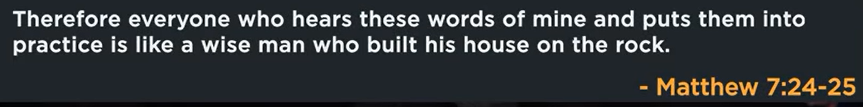 Therefore everyone who hears these words of mine and puts them into
practice is like a wise man who built his house on the rock.
- Matthew 7:24-25